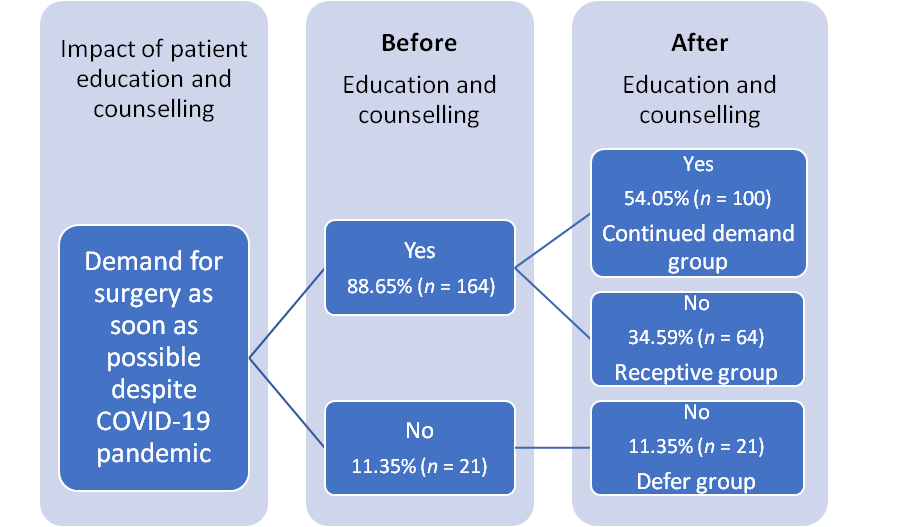 Impact of patient
education and
counselling
Demand for
surgery as
soon as
possible
despite
COVID-19
pandemic
Before
Education and
counselling
Yes
88.65% (n = 164)
No
11.35% (n = 21)
After
Education and
counselling
Yes
54.05% (n = 100)
Continued demand
group
No
34.59% (n = 64)
Receptive group
No
11.35% (n = 21)
Defer group